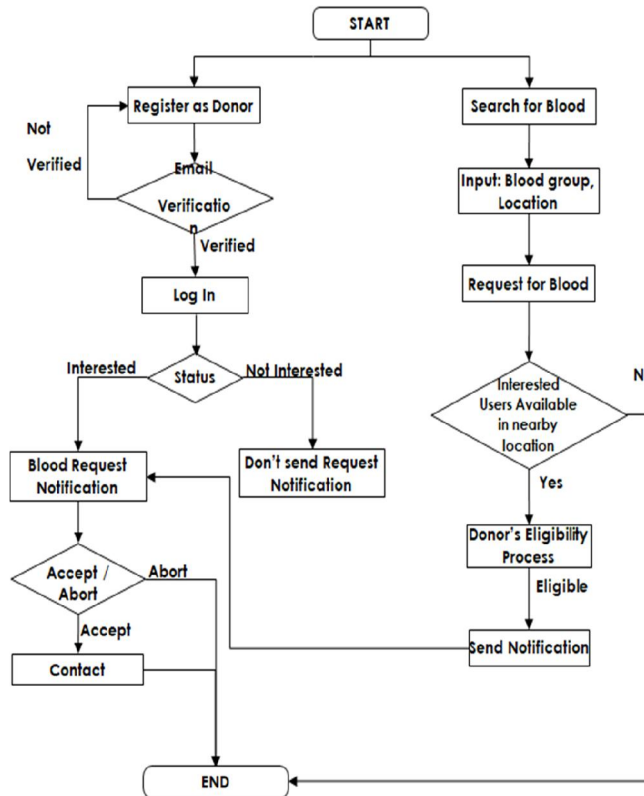 START
Register as Donor
Search for Blood
Not
Verified
Email
Verificatio
n
Input: Blood group,
Location
Verified
Log In
Request for Blood
Interested
Status
Not Interested
Interested
Users Available
in nearby
location
N
Blood Request
Notification
Don't send Request
Notification
Yes
Donor's Eligibility
Process
Accept /
Abort
Abort
Eligible
Accept
Contact
Send Notification
END